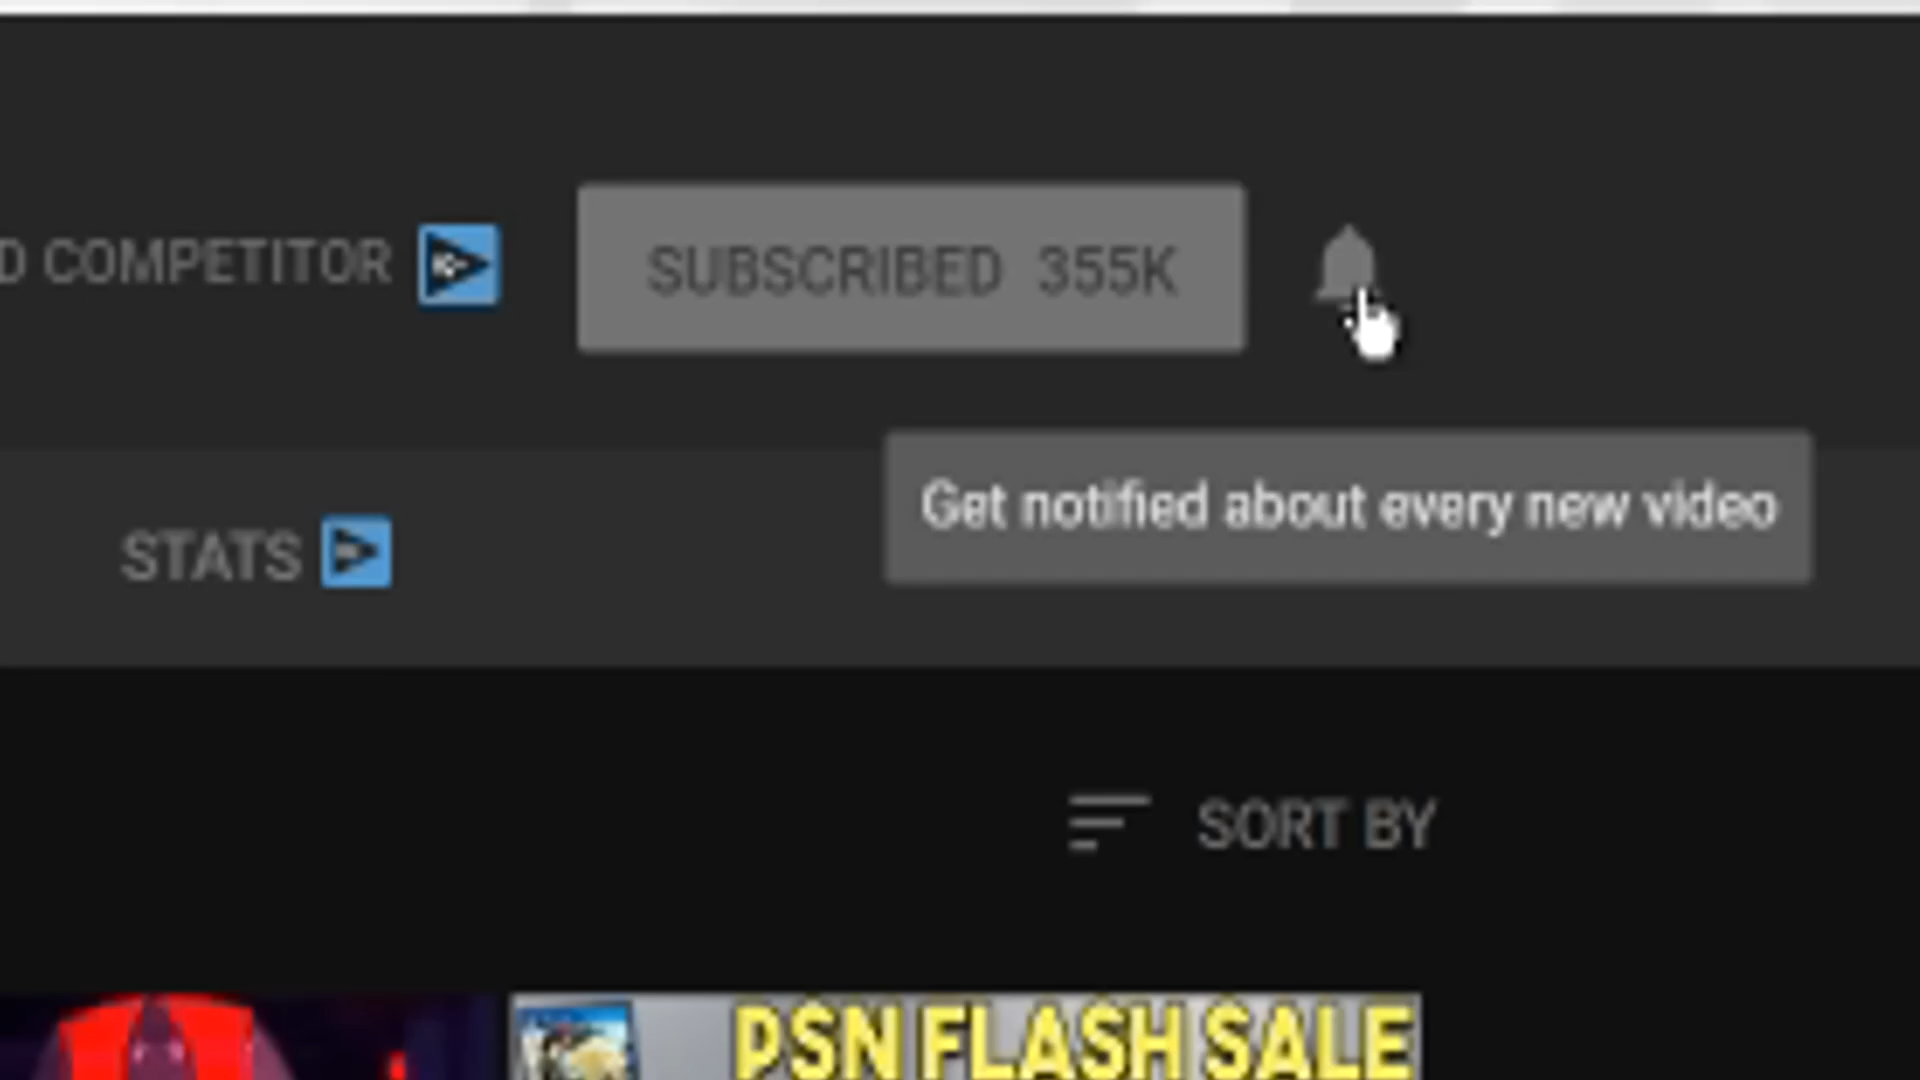 D COMPETITOR
SUBSCRIBED 355K
Get notified about every new video
STATS
SORT BY
PSN FLASH SALE